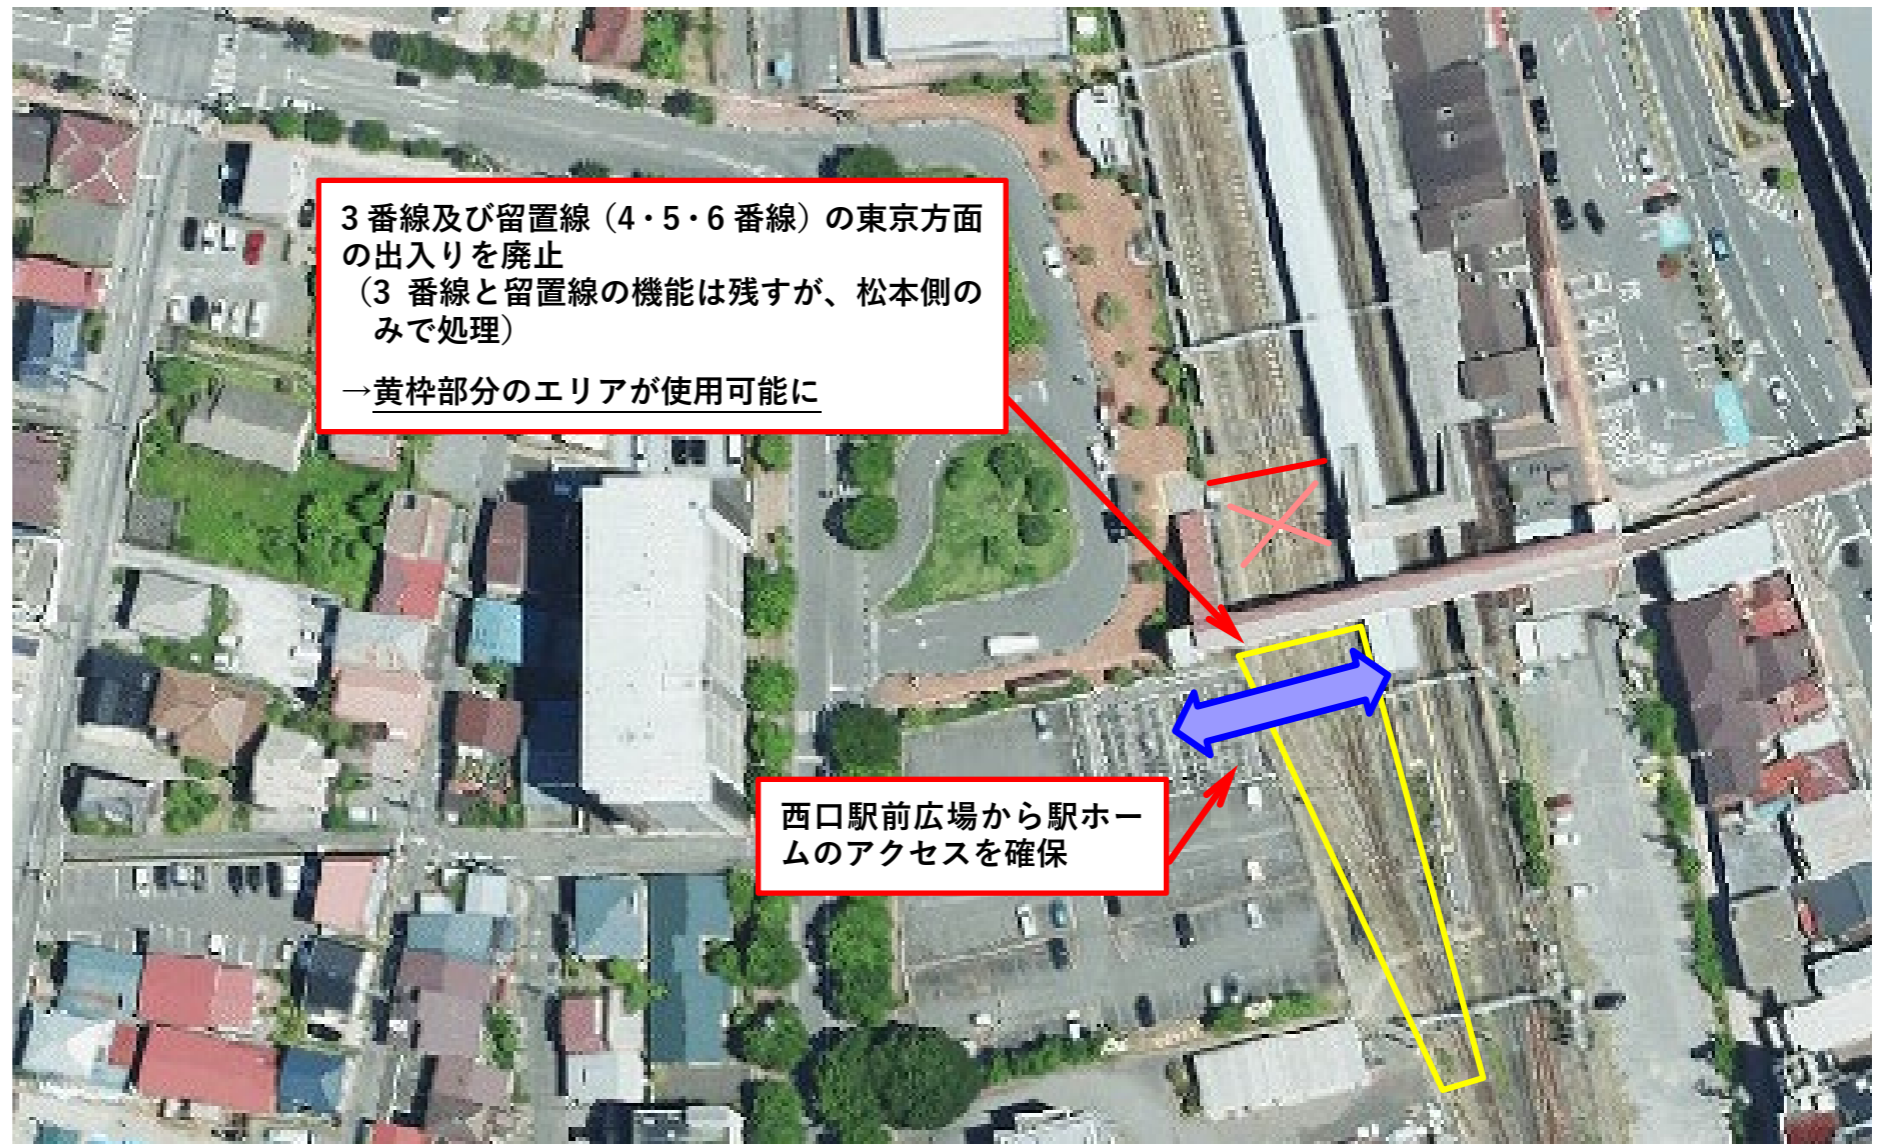 3番線及び留置線（4・5・6番線）の東京方面
の出入りを廃止
（3 番線と留置線の機能は残すが、松本側の
みで処理）
→黄枠部分のエリアが使用可能に
西口駅前広場から駅ホー
ムのアクセスを確保